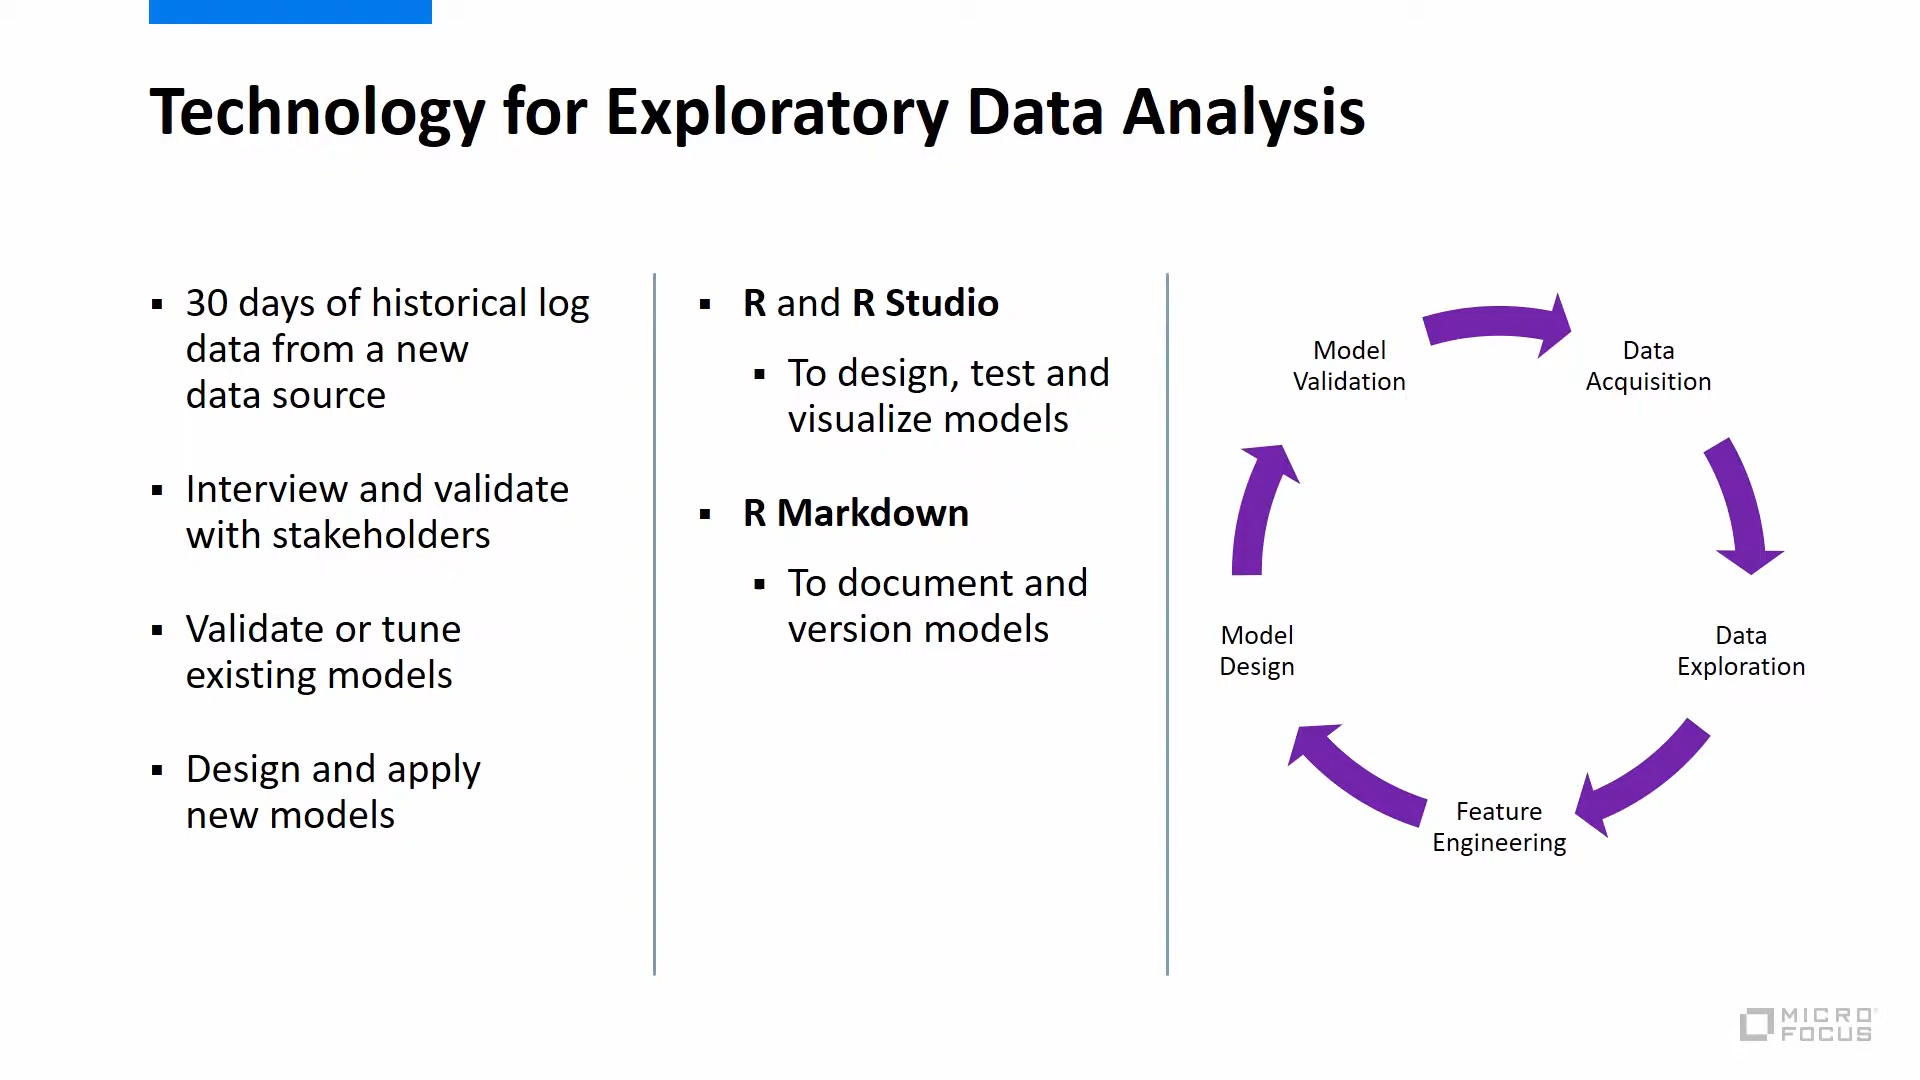 Technology for Exploratory Data Analysis
▪ 30 days of historical log
data from a new
data source
▪ Interview and validate
with stakeholders
▪ Validate or tune
existing models
▪ Design and apply
new models
▪ R and R Studio
▪ To design, test and
visualize models
▪ R Markdown
▪ To document and
version models
Model
Validation
Data
Acquisition
Model
Design
Data
Exploration
Feature
Engineering
MICRO
FOCUS